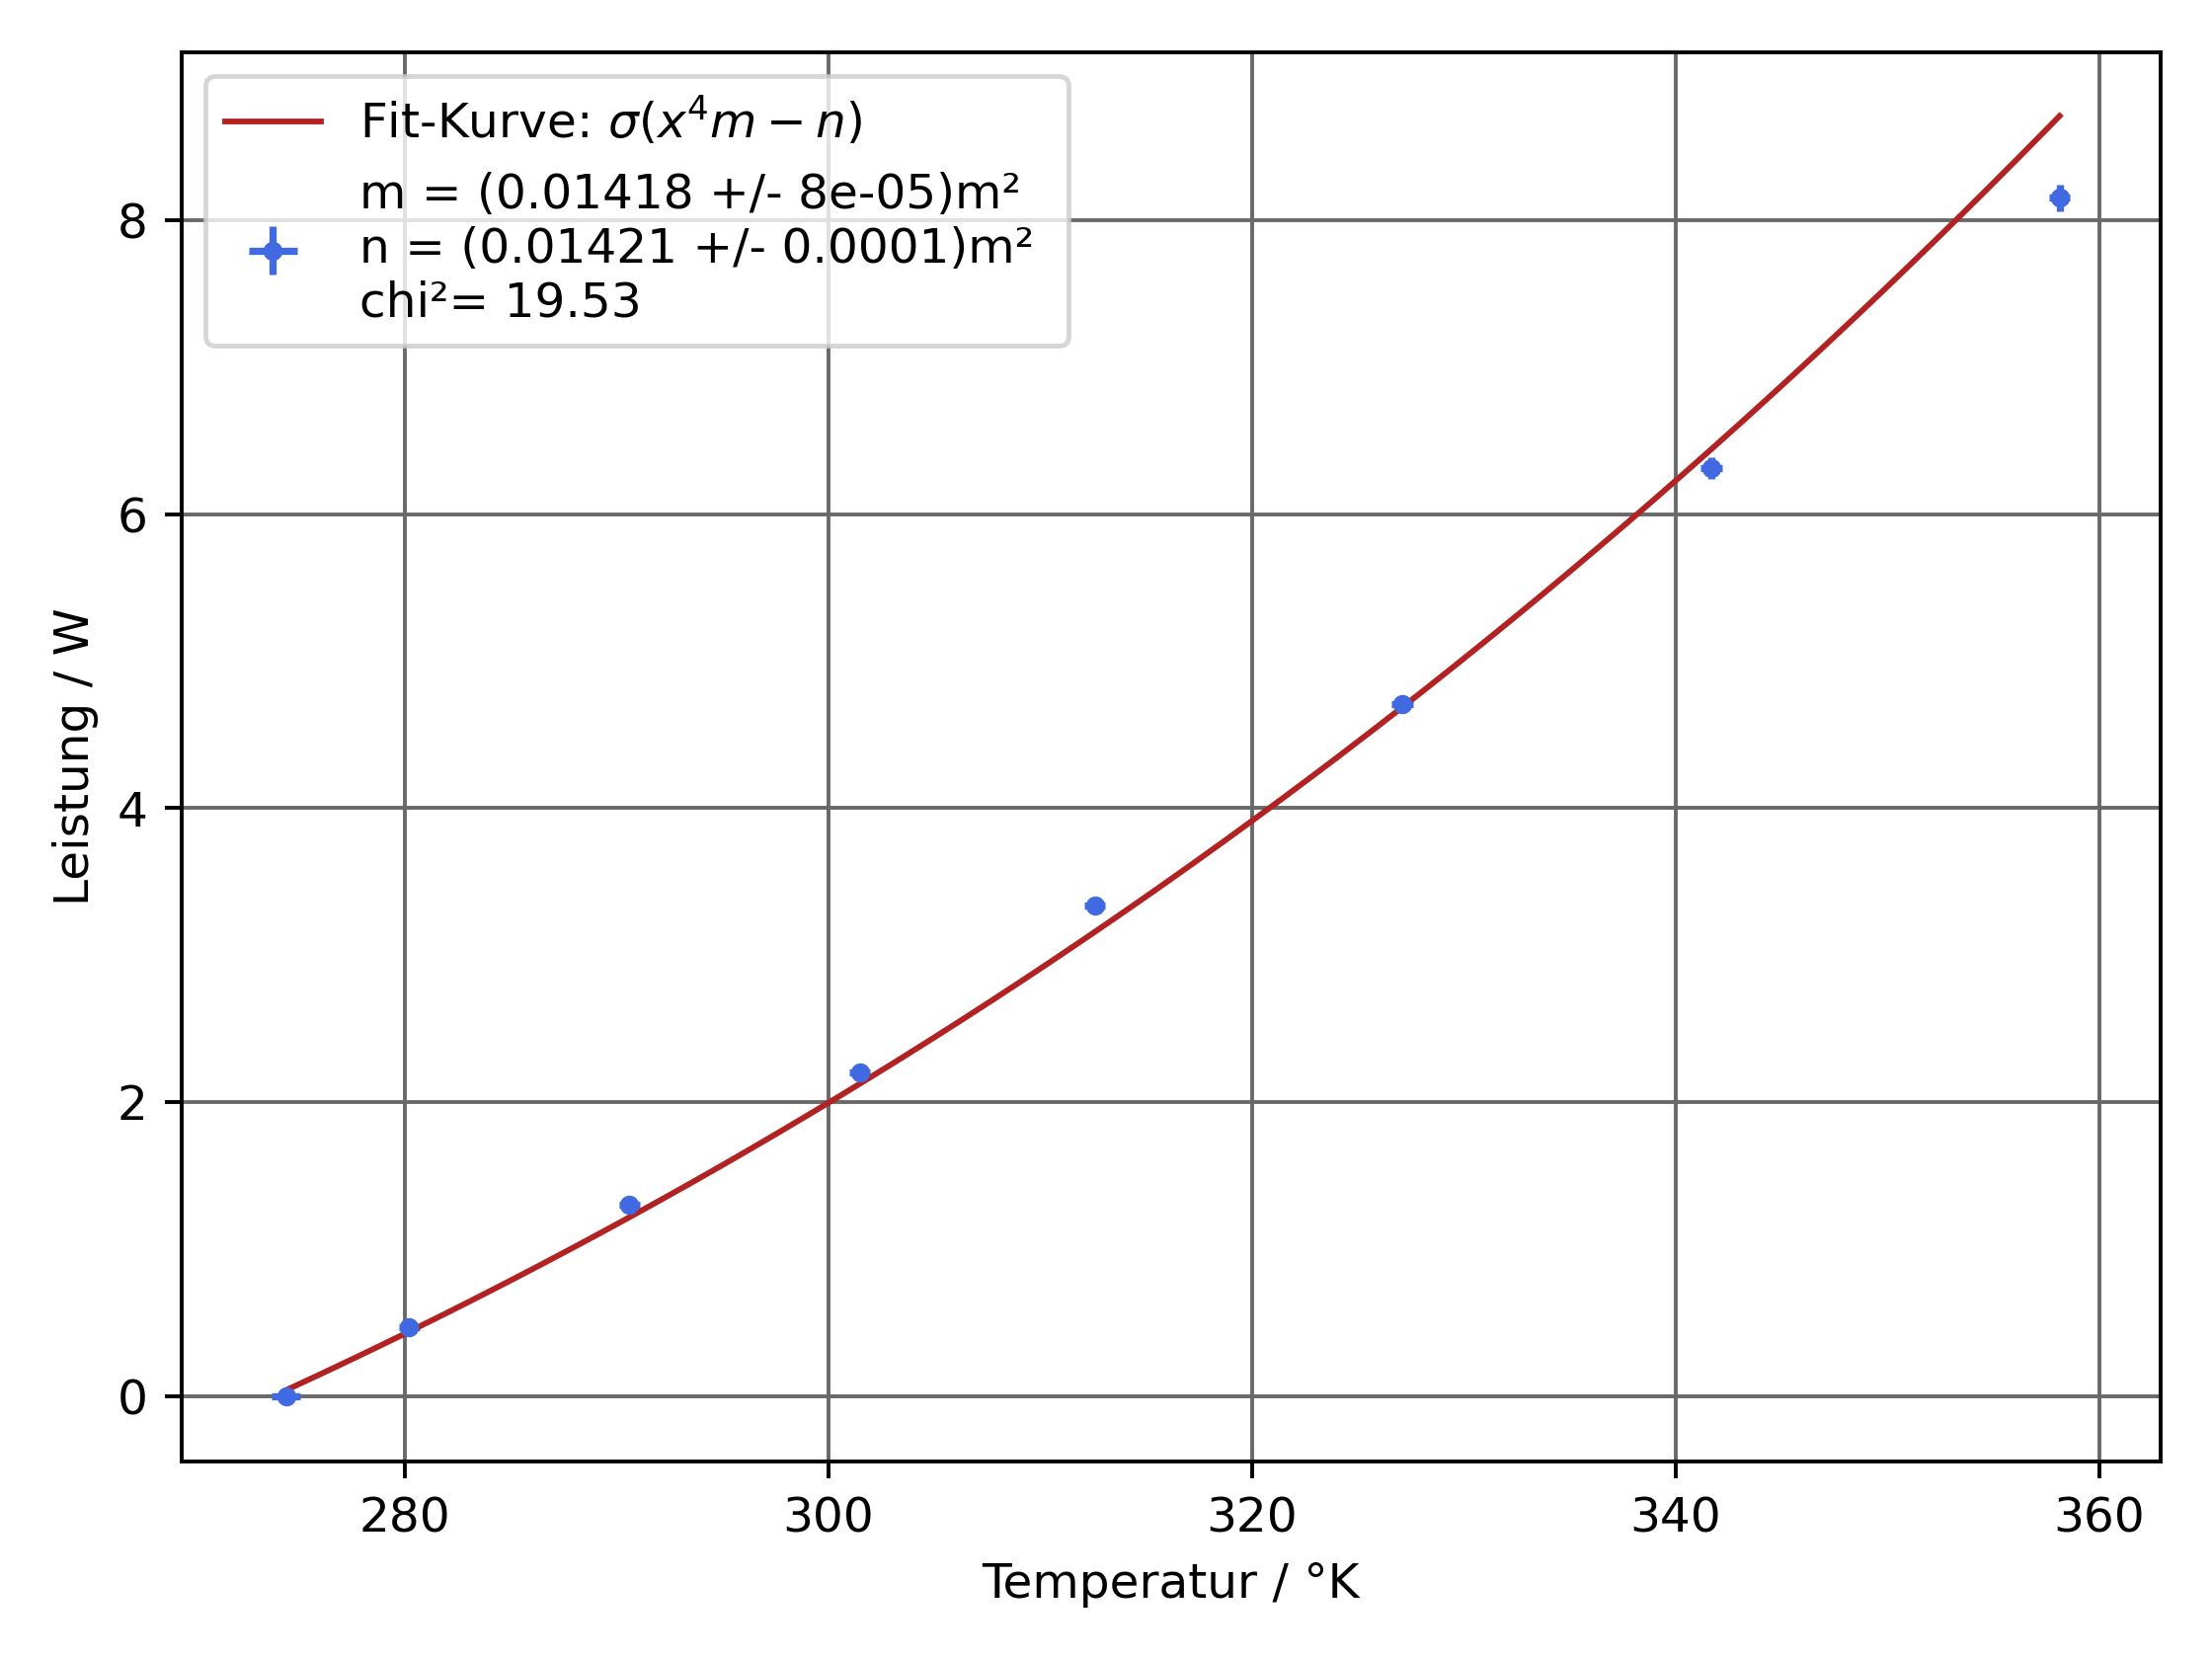 Fit-Kurve: σ(x⁴m − n)
m = (0.01418 +/- 8e-05)m²
n = (0.01421 +/- 0.0001)m²
chi²= 19.53
8
6
4
2
0
Leistung / W
280 300 320 340 360
Temperatur / °K